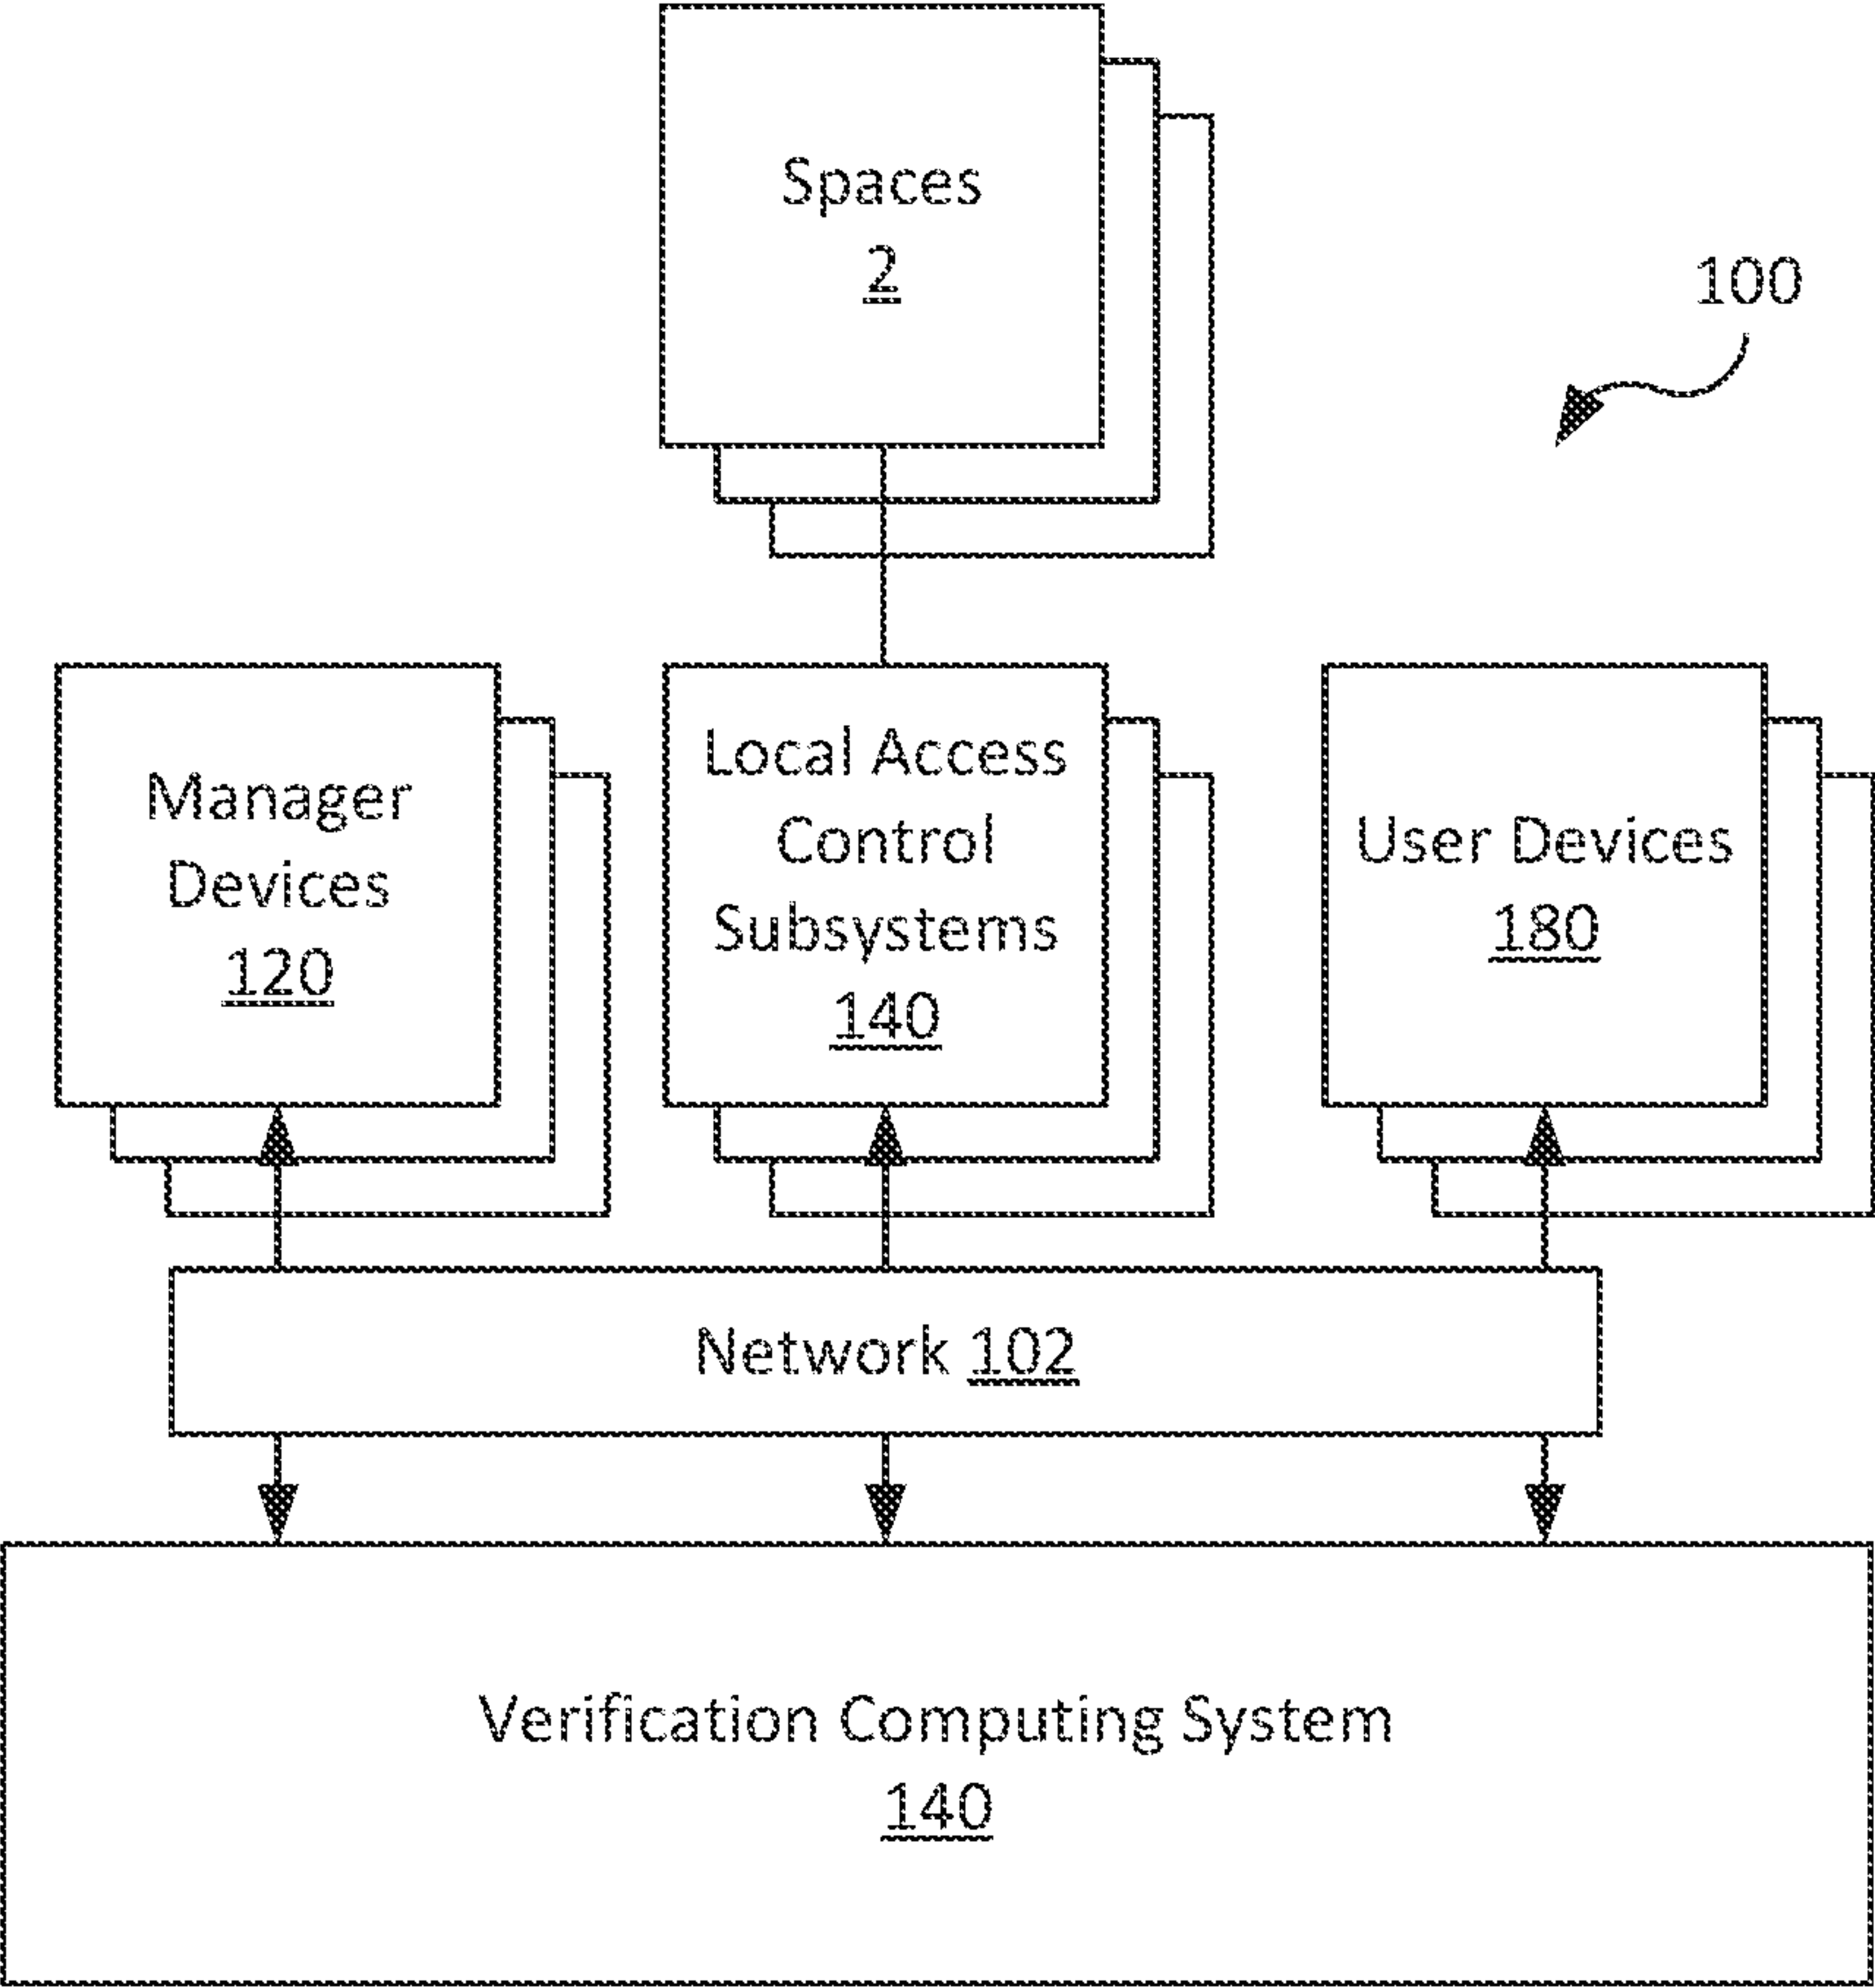 Spaces
2
100
Manager
Devices
120
Local Access
Control
Subsystems
140
User Devices
180
Network 102
Verification Computing System
140